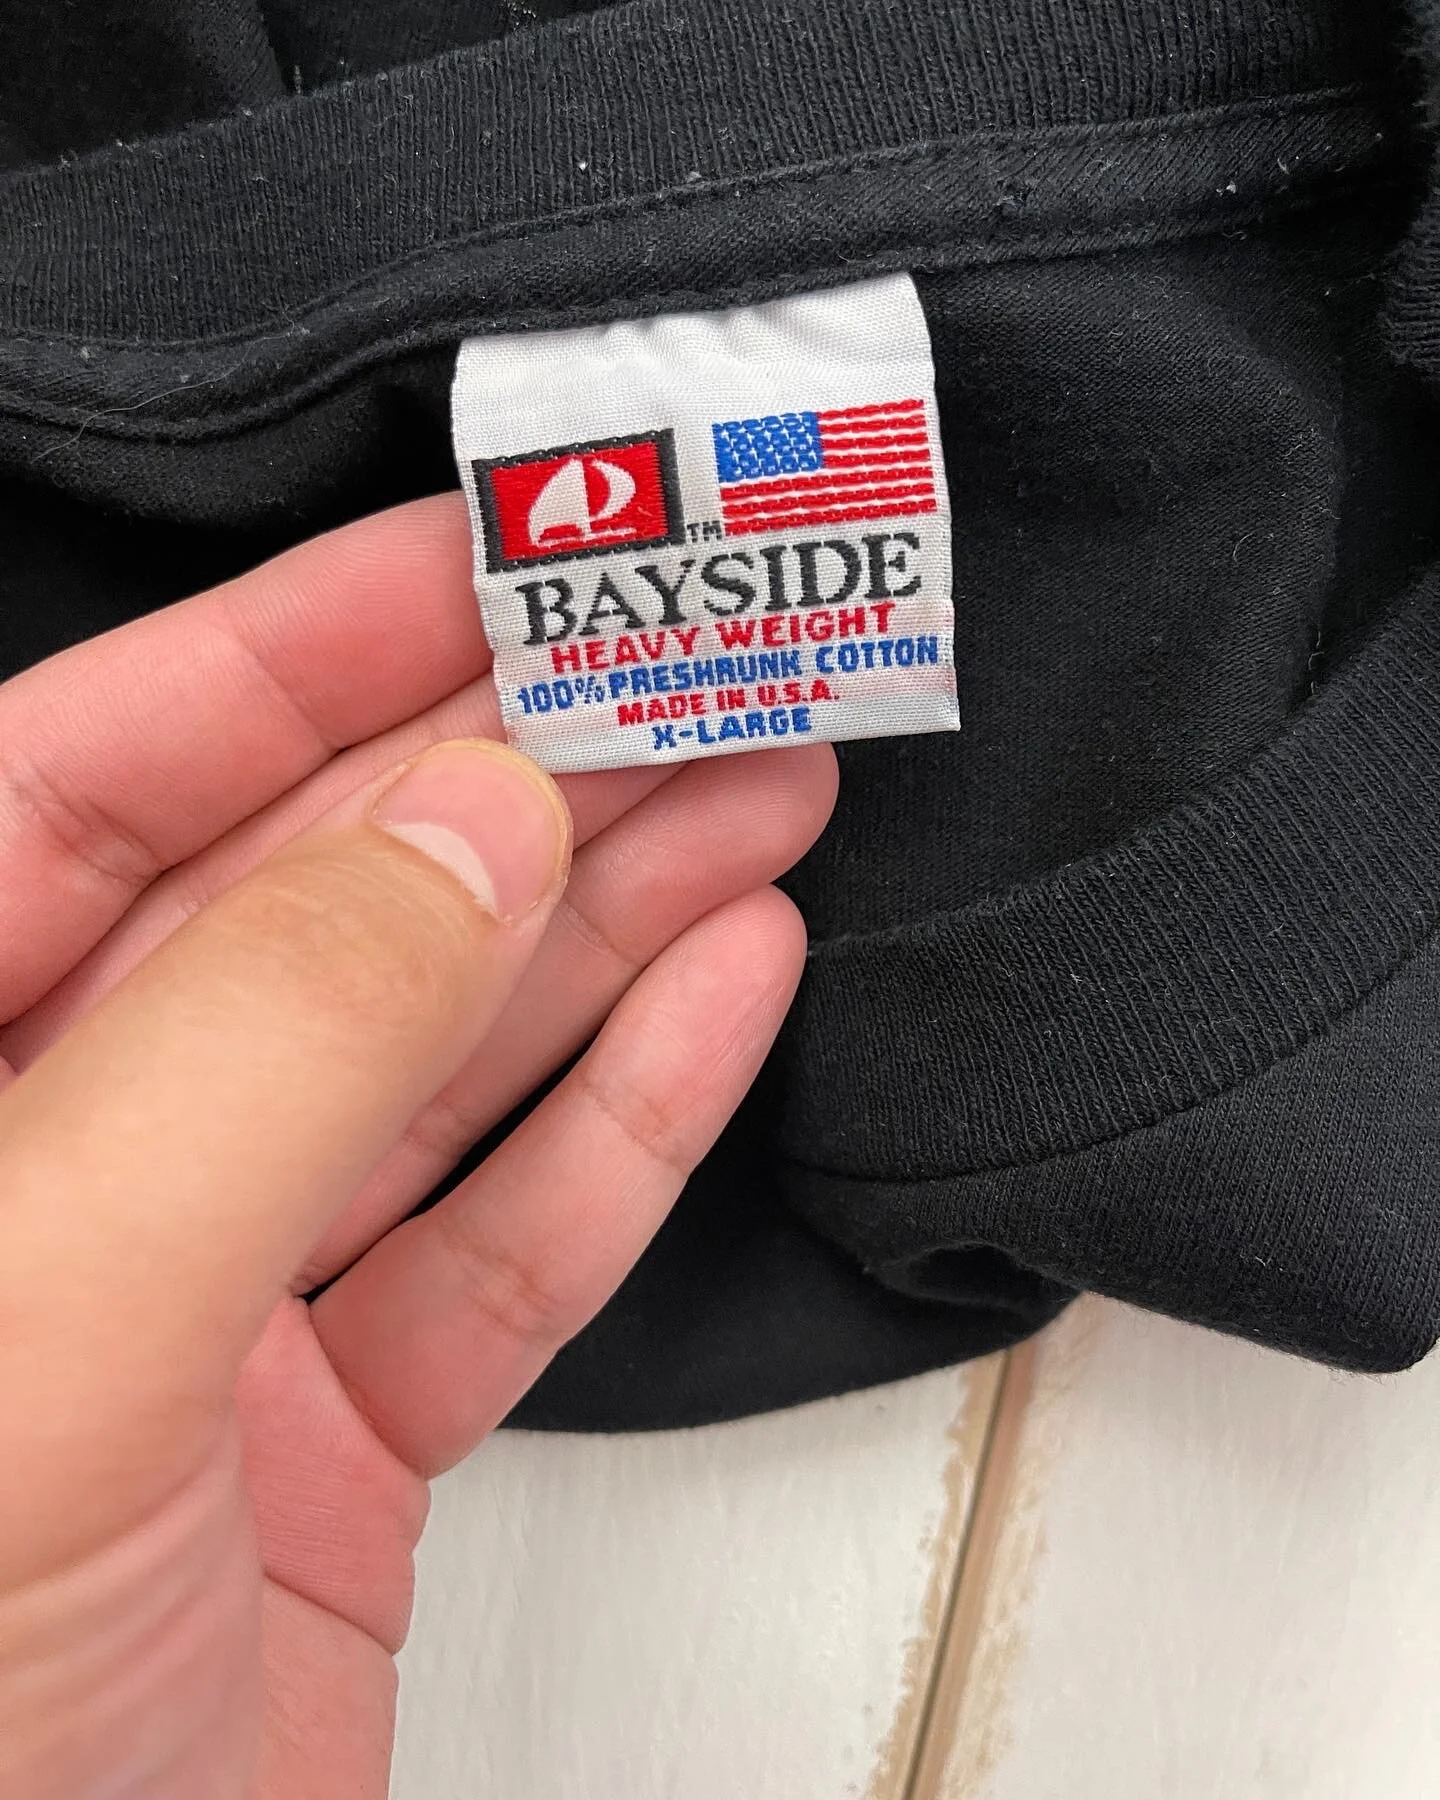 TM
BAYSIDE
HEAVY WEIGHT
100% PRESHRUNK COTTON
MADE IN U.S.A.
X-LARGE